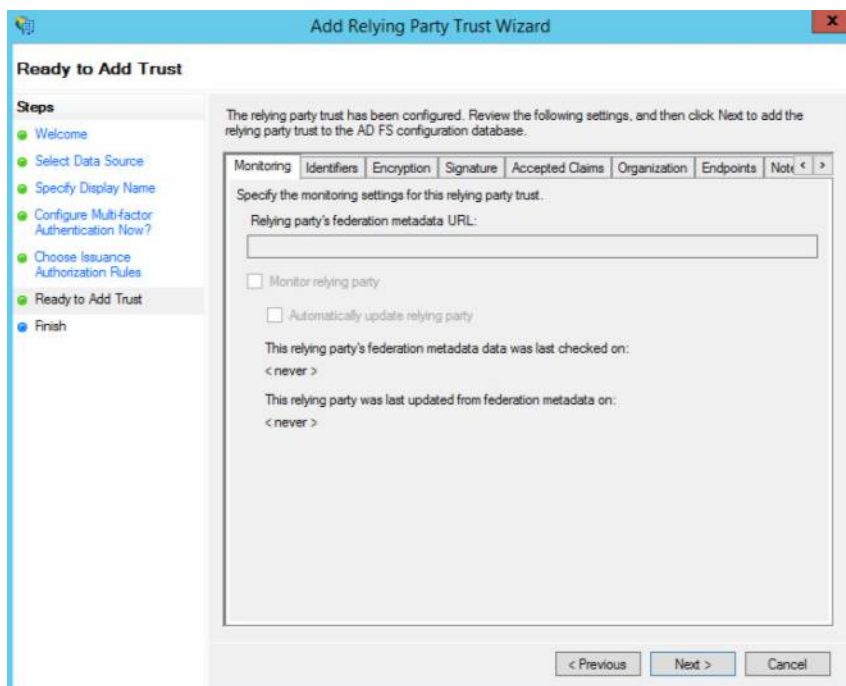 Add Relying Party Trust Wizard
x
Ready to Add Trust
Steps
Welcome
Select Data Source
Specify Display Name
Configure Multi-factor
Authentication Now?
Choose Issuance
Authorization Rules
Ready to Add Trust
Finish
The relying party trust has been configured. Review the following settings, and then click Next to add the
relying party trust to the AD FS configuration database.
Monitoring Identifiers Encryption Signature Accepted Claims Organization Endpoints Note < >
Specify the monitoring settings for this relying party trust.
Relying party's federation metadata URL:
Monitor relying party
Automatically update relying party
This relying party's federation metadata data was last checked on:
< never >
This relying party was last updated from federation metadata on:
< never >
< Previous Next > Cancel